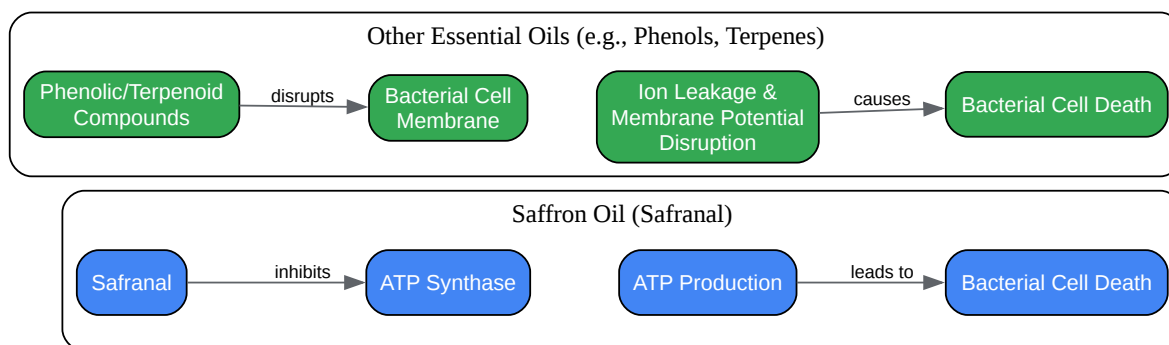 Other Essential Oils (e.g., Phenols, Terpenes)
Phenolic/Terpenoid
Compounds
disrupts
Bacterial Cell
Membrane
Ion Leakage &
Membrane Potential
Disruption
causes
Bacterial Cell Death
Saffron Oil (Safranal)
Safranal
inhibits
ATP Synthase
ATP Production
leads to
Bacterial Cell Death